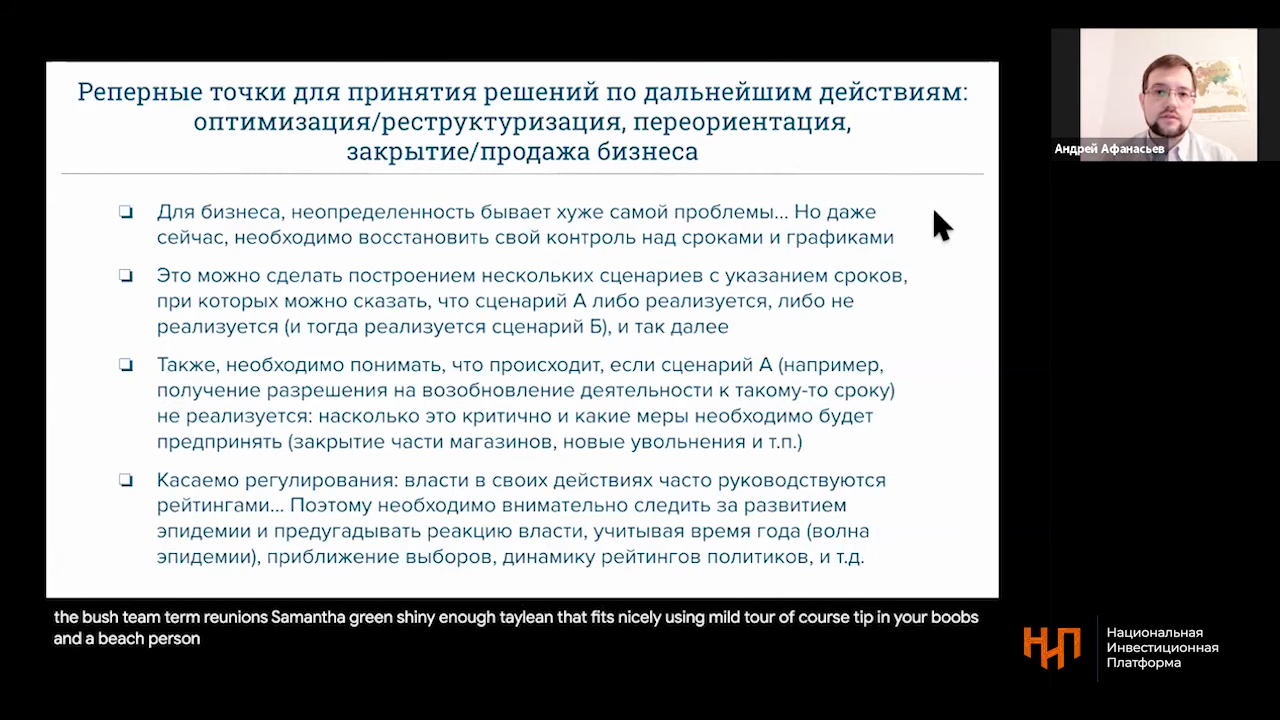 Реперные точки для принятия решений по дальнейшим действиям:
оптимизация/реструктуризация, переориентация,
закрытие/продажа бизнеса
Для бизнеса, неопределенность бывает хуже самой проблемы... Но даже
сейчас, необходимо восстановить свой контроль над сроками и графиками
Это можно сделать построением нескольких сценариев с указанием сроков,
при которых можно сказать, что сценарий А либо реализуется, либо не
реализуется (и тогда реализуется сценарий Б), и так далее
Также, необходимо понимать, что происходит, если сценарий А (например,
получение разрешения на возобновление деятельности к такому-то сроку)
не реализуется: насколько это критично и какие меры необходимо будет
предпринять (закрытие части магазинов, новые увольнения и т.п.)
Касаемо регулирования: власти в своих действиях часто руководствуются
рейтингами... Поэтому необходимо внимательно следить за развитием
эпидемии и предугадывать реакцию власти, учитывая время года (волна
эпидемии), приближение выборов, динамику рейтингов политиков, и т.д.
Андрей Афанасьев
the bush team term reunions Samantha green shiny enough taylean that fits nicely using mild tour of course tip in your boobs
and a beach person
НИП
Национальная
Инвестиционная
Платформа